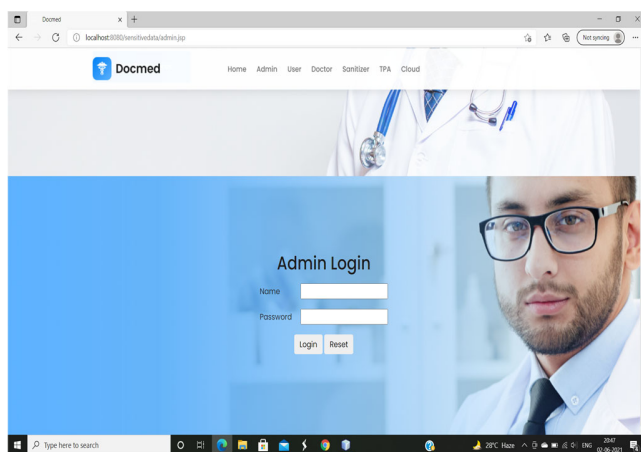 Docmed
localhost:8080/sensitivedata/admin.jsp
Not syncing
Docmed
Home Admin User Doctor Sanitizer TPA Cloud
Admin Login
Name
Password
Login Reset
Type here to search
28°C Haze
ENG
20:47
02-06-2021